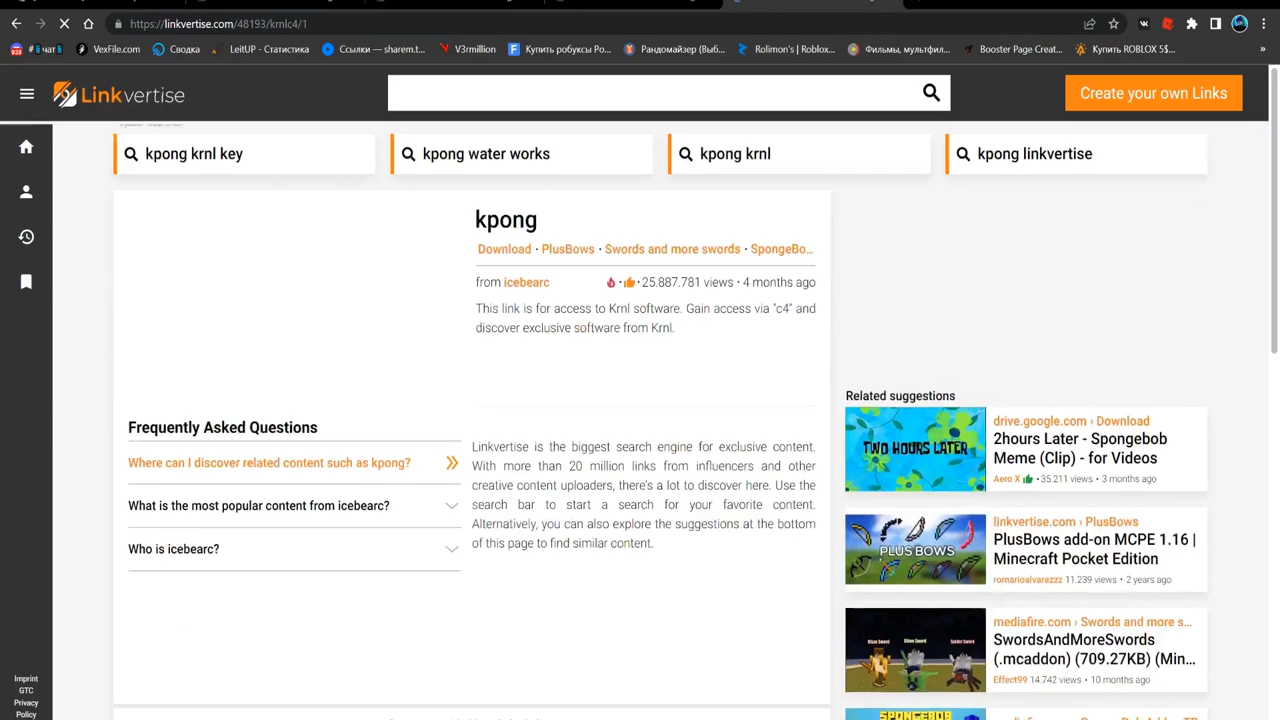 https://linkvertise.com/48193/krnlc4/1
#чат
VexFile.com
Сводка
LeitUP - Статистика
Ссылки — sharem.t...
V3rmillion
Купить робуксы Ро...
Рандомайзер (Выб...
Rolimon's | Roblox...
Фильмы, мультфил...
Booster Page Creat...
Купить ROBLOX 5$...
»
Linkvertise
Create your own Links
kpong krnl key
kpong water works
kpong krnl
kpong linkvertise
kpong
Download · PlusBows · Swords and more swords · SpongeBo...
from icebearc
• • 25.887.781 views • 4 months ago
This link is for access to Krnl software. Gain access via "c4" and
discover exclusive software from Krnl.
Frequently Asked Questions
Where can I discover related content such as kpong?
What is the most popular content from icebearc?
Who is icebearc?
Linkvertise is the biggest search engine for exclusive content.
With more than 20 million links from influencers and other
creative content uploaders, there's a lot to discover here. Use the
search bar to start a search for your favorite content.
Alternatively, you can also explore the suggestions at the bottom
of this page to find similar content.
Related suggestions
TWO HOURS LATER
drive.google.com › Download
2hours Later - Spongebob
Meme (Clip) - for Videos
Aero X • 35.211 views • 3 months ago
PLUS BOWS
linkvertise.com › PlusBows
PlusBows add-on MCPE 1.16 |
Minecraft Pocket Edition
romarioalvarezzz 11.239 views • 2 years ago
mediafire.com › Swords and more s...
SwordsAndMoreSwords
(.mcaddon) (709.27KB) (Min...
Effect99 14.742 views • 10 months ago
SPONGEBOB
Imprint
GTC
Privacy
Policy